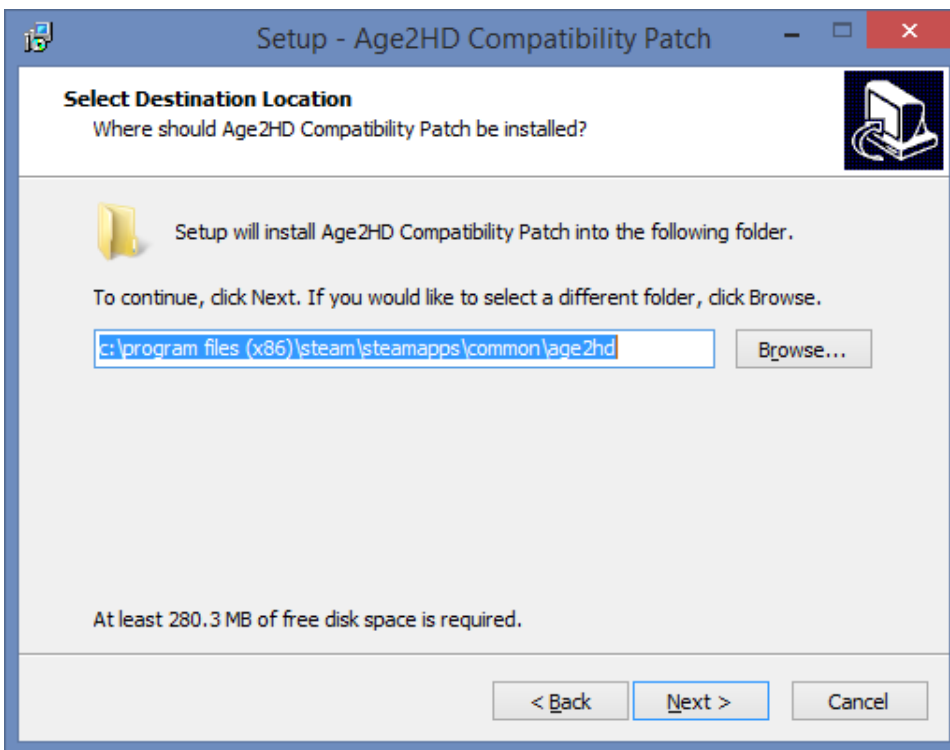 Setup - Age2HD Compatibility Patch
Select Destination Location
Where should Age2HD Compatibility Patch be installed?
Setup will install Age2HD Compatibility Patch into the following folder.
To continue, click Next. If you would like to select a different folder, click Browse.
c:\program files (x86)\steam\steamapps\common\age2hd
Browse...
At least 280.3 MB of free disk space is required.
< Back
Next >
Cancel